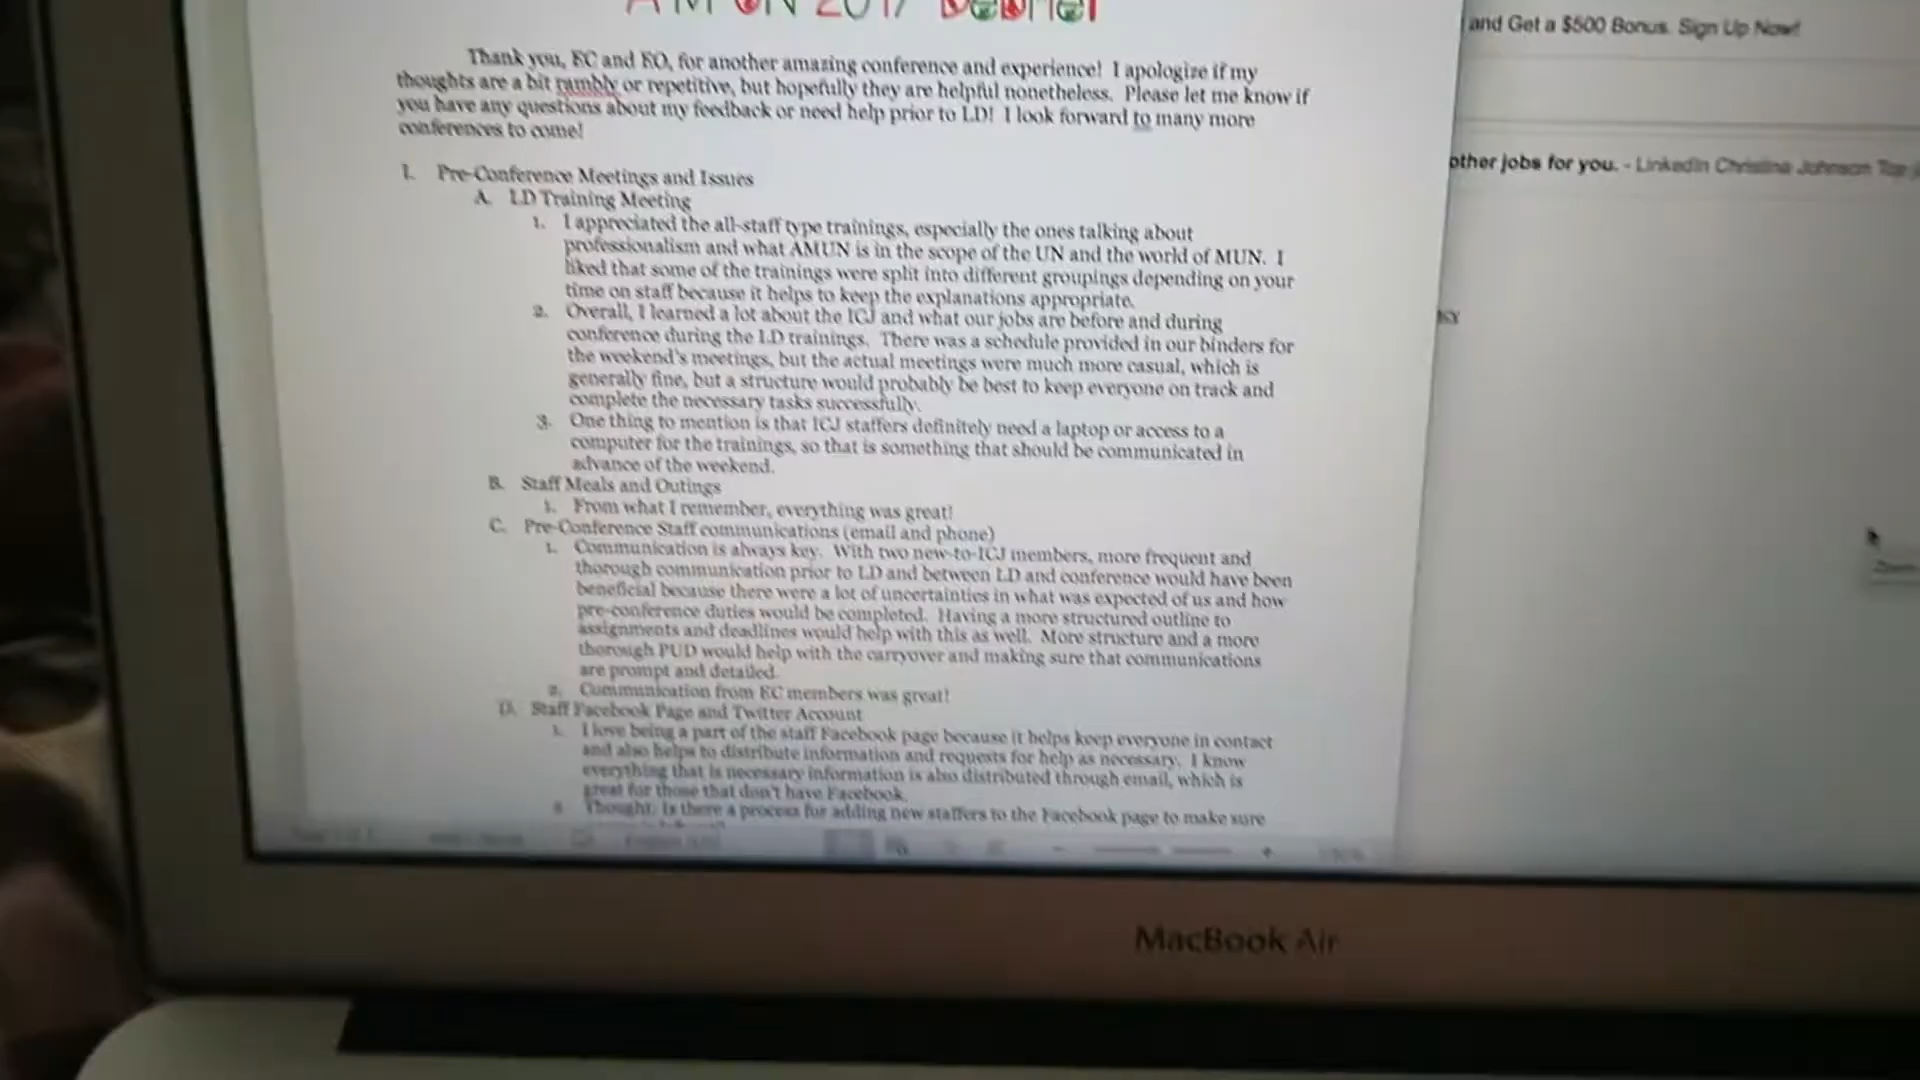 AMUN 2017 Debrief
and Get a $500 Bonus. Sign Up Now!
Thank you, EC and EO, for another amazing conference and experience! I apologize if my
thoughts are a bit rambly or repetitive, but hopefully they are helpful nonetheless. Please let me know if
you have any questions about my feedback or need help prior to LD! I look forward to many more
conferences to come!
other jobs for you. - LinkedIn Christina Johnson Top
I. Pre-Conference Meetings and Issues
A. LD Training Meeting
1. I appreciated the all-staff type trainings, especially the ones talking about
professionalism and what AMUN is in the scope of the UN and the world of MUN. I
liked that some of the trainings were split into different groupings depending on your
time on staff because it helps to keep the explanations appropriate.
2. Overall, I learned a lot about the ICJ and what our jobs are before and during
conference during the LD trainings. There was a schedule provided in our binders for
the weekend's meetings, but the actual meetings were much more casual, which is
generally fine, but a structure would probably be best to keep everyone on track and
complete the necessary tasks successfully.
3. One thing to mention is that ICJ staffers definitely need a laptop or access to a
computer for the trainings, so that is something that should be communicated in
advance of the weekend.
B. Staff Meals and Outings
1. From what I remember, everything was great!
C. Pre-Conference Staff communications (email and phone)
1. Communication is always key. With two new-to-ICJ members, more frequent and
thorough communication prior to LD and between LD and conference would have been
beneficial because there were a lot of uncertainties in what was expected of us and how
pre-conference duties would be completed. Having a more structured outline to
assignments and deadlines would help with this as well. More structure and a more
thorough PUD would help with the carryover and making sure that communications
are prompt and detailed.
2. Communication from EC members was great!
D. Staff Facebook Page and Twitter Account
1. I love being a part of the staff Facebook page because it helps keep everyone in contact
and also helps to distribute information and requests for help as necessary. I know
everything that is necessary information is also distributed through email, which is
great for those that don't have Facebook.
2. Thought: Is there a process for adding new staffers to the Facebook page to make sure
MacBook Air